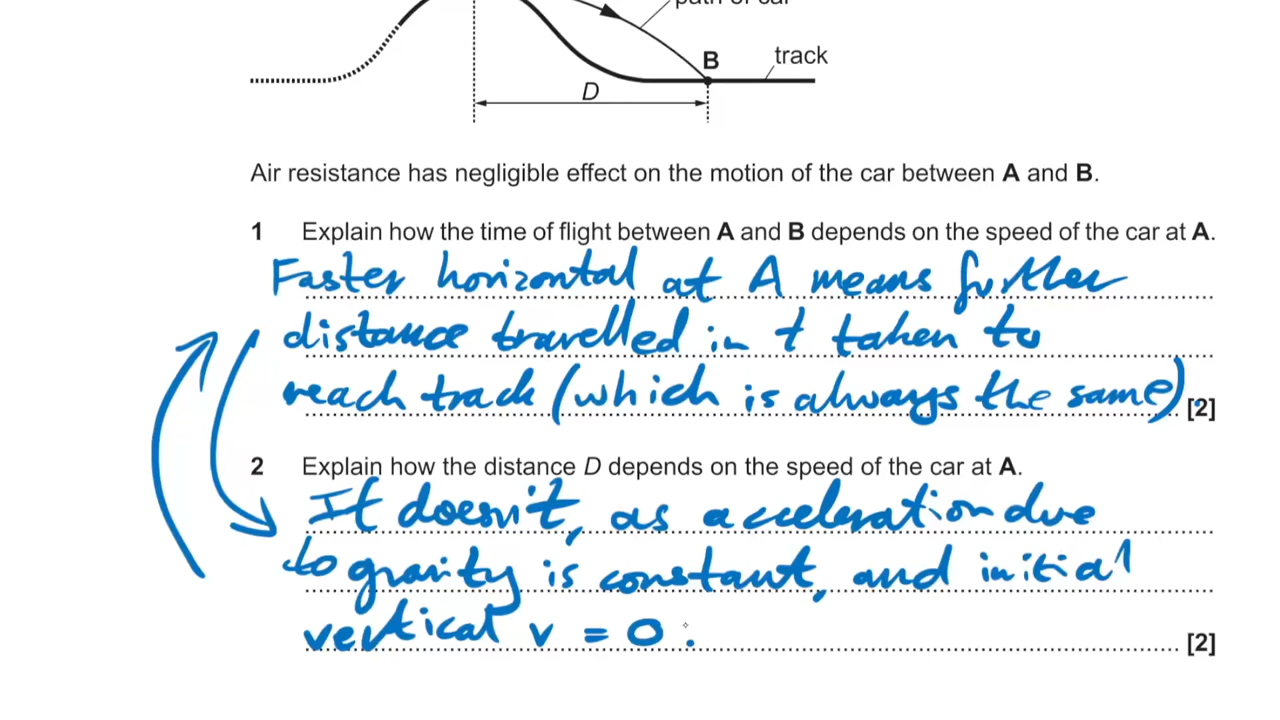 path of car
B
track
D
Air resistance has negligible effect on the motion of the car between A and B.
1 Explain how the time of flight between A and B depends on the speed of the car at A.
Faster horizontal at A means further
distance travelled in t taken to
reach track (which is always the same).
[2]
2 Explain how the distance D depends on the speed of the car at A.
It doesn't, as acceleration due
to gravity is constant, and initial
vertical v = 0.
[2]